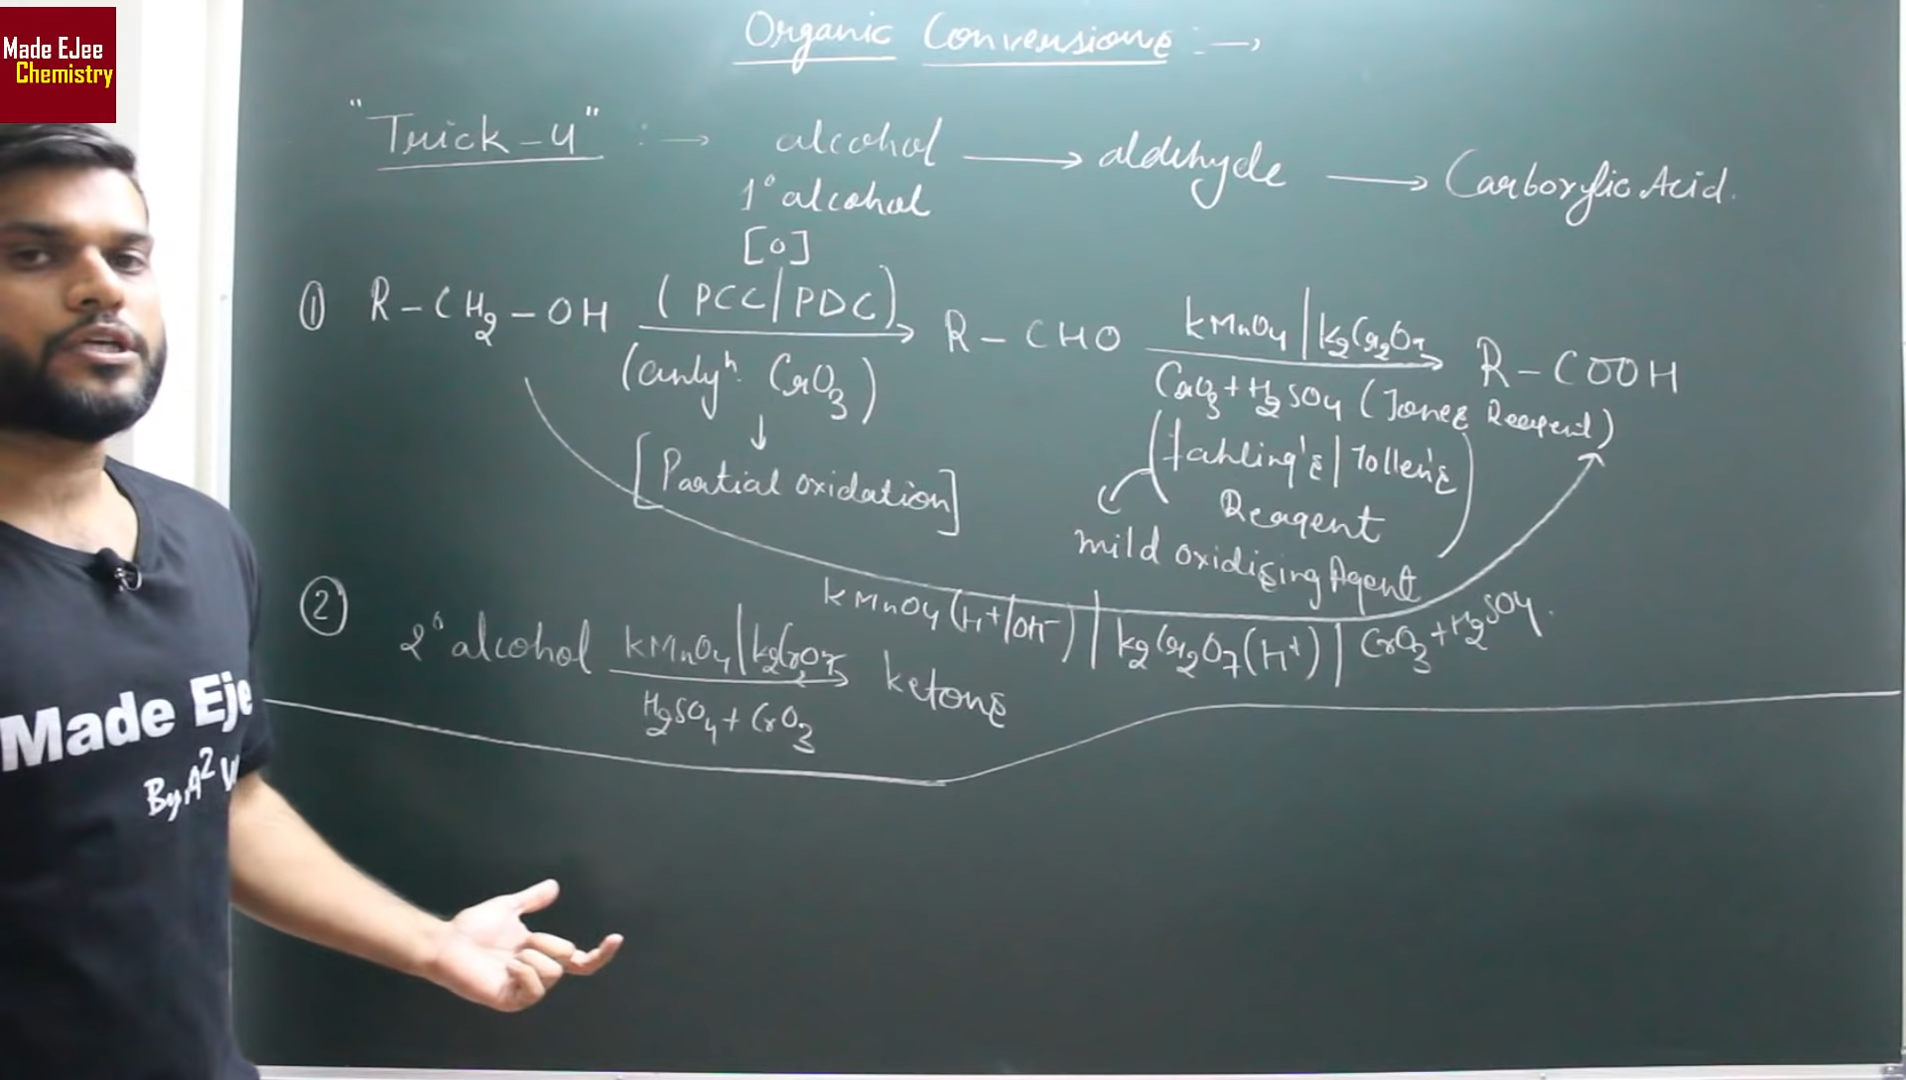 Made EJee
Chemistry
Organic Conversions : →
"Trick-4" : → alcohol → aldehyde → Carboxylic Acid.
1° alcohol
[O]
① R-CH2-OH (PCC/PDC) → R-CHO KMnO4 | K2Cr2O7 → R-COOH
(anhy. CrO3) CrO3+H2SO4 (Jones Reagent)
↓
[Partial oxidation] (fahling's | Tollen's
Reagent)
mild oxidising Agent
KMnO4 (H+/OH-) | K2Cr2O7(H+) | CrO3+H2SO4.
② 2° alcohol KMnO4 | K2Cr2O7 → ketons
H2SO4 + CrO3
Made Eje
By A²